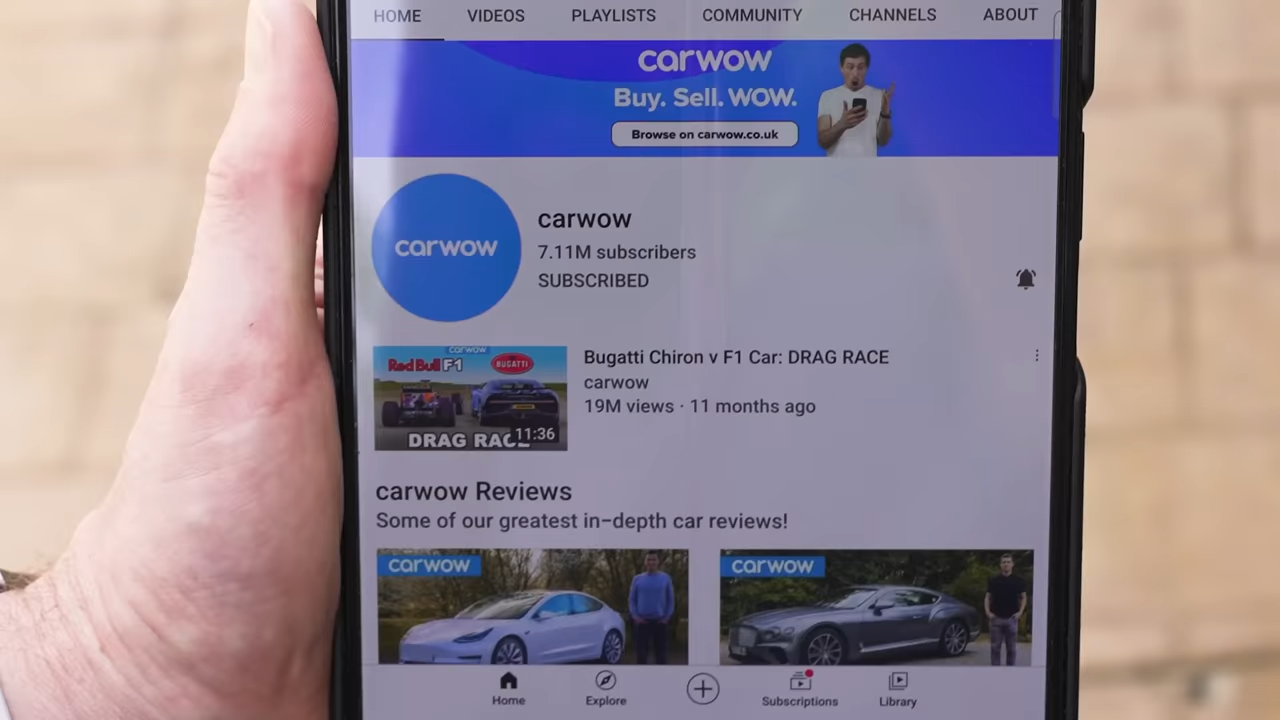 HOME VIDEOS PLAYLISTS COMMUNITY CHANNELS ABOUT
carwow
Buy. Sell. WOW.
Browse on carwow.co.uk
carwow
carwow
7.11M subscribers
SUBSCRIBED
carwow
Red Bull F1 BUGATTI
DRAG RACE
11:36
Bugatti Chiron v F1 Car: DRAG RACE
carwow
19M views · 11 months ago
carwow Reviews
Some of our greatest in-depth car reviews!
carwow
carwow
Home Explore Subscriptions Library